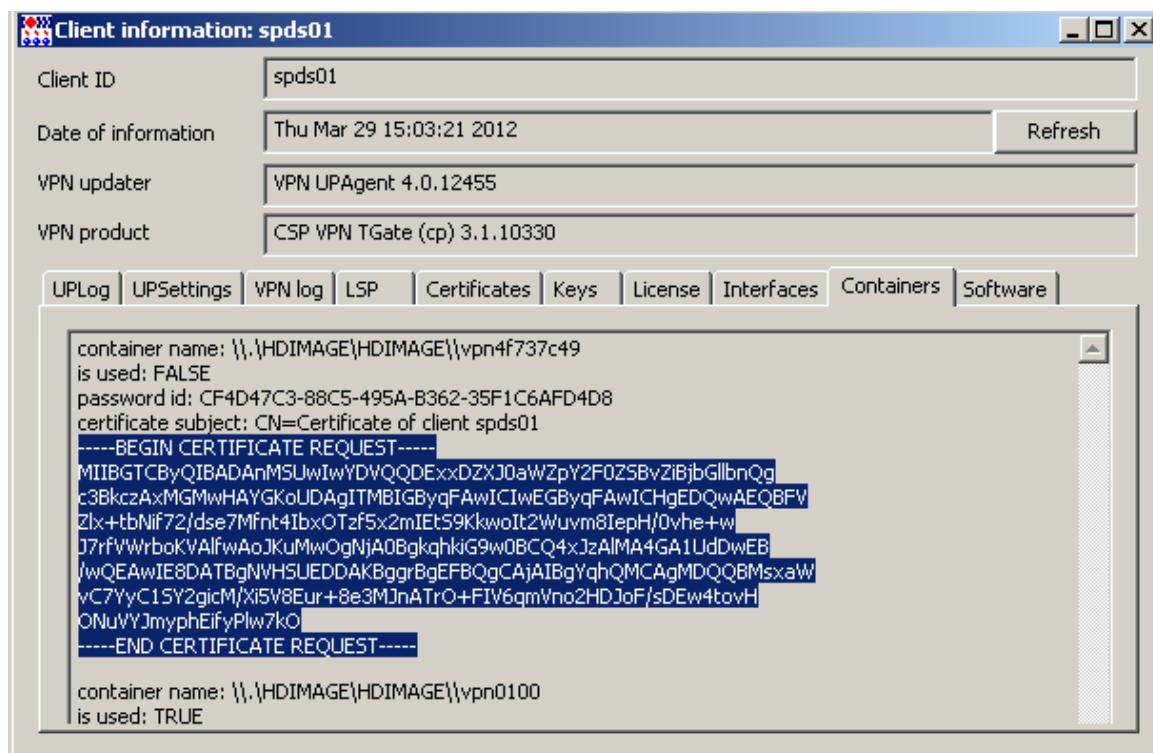 Client information: spds01
Client ID
spds01
Date of information
Thu Mar 29 15:03:21 2012
Refresh
VPN updater
VPN UPAgent 4.0.12455
VPN product
CSP VPN TGate (cp) 3.1.10330
UPLog UPSettings VPN log LSP Certificates Keys License Interfaces Containers Software
container name: \\.\HDIMAGE\HDIMAGE\\vpn4f737c49
is used: FALSE
password id: CF4D47C3-88C5-495A-B362-35F1C6AFD4D8
certificate subject: CN=Certificate of client spds01
-----BEGIN CERTIFICATE REQUEST-----
MIIBGTCByQIBADAnMSUwIwYDVQQDExxDZXJ0aWZpY2F0ZSBvZiBjbGllbnQg
c3BkczAxMGMwHAYGKoUDAgITMBIGByqFAwICIwEGByqFAwICHgEDQwAEQBFV
Zlx+tbNif72/dse7Mfnt4IbxOTzf5x2mIEtS9KkwoIt2Wuvm8IepH/0vhe+w
J7rfVWrboKVAlfwAoJKuMwOgNjA0BgkqhkiG9w0BCQ4xJzAlMA4GA1UdDwEB
/wQEAwIE8DATBgNVHSUEDDAKBggrBgEFBQgCAjAIBgYqhQMCAgMDQQBMsxaW
vC7YyC1SY2gicM/Xi5V8Eur+8e3MJnATrO+FIV6qmVno2HDJoF/sDEw4tovH
ONuVYJmyphEifyPlw7kO
-----END CERTIFICATE REQUEST-----
container name: \\.\HDIMAGE\HDIMAGE\\vpn0100
is used: TRUE